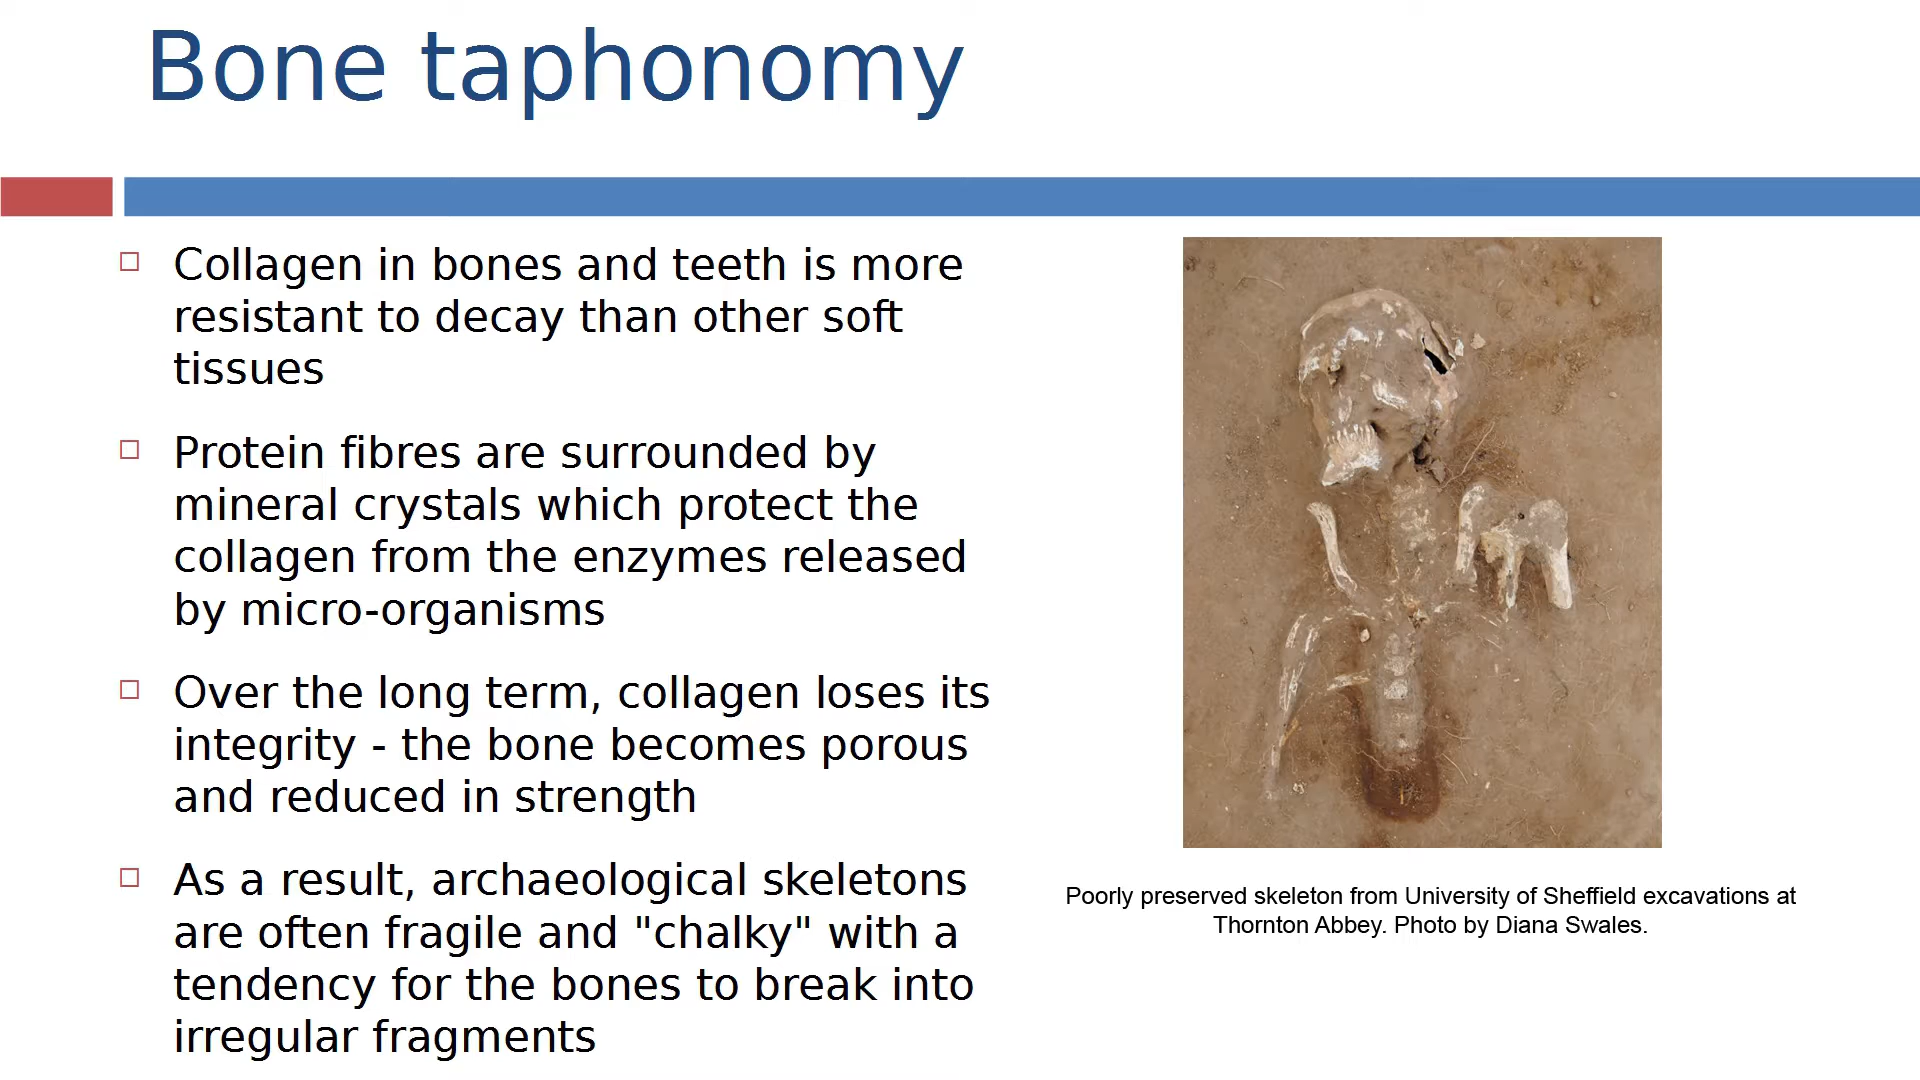 Bone taphonomy
Collagen in bones and teeth is more
resistant to decay than other soft
tissues
Protein fibres are surrounded by
mineral crystals which protect the
collagen from the enzymes released
by micro-organisms
Over the long term, collagen loses its
integrity - the bone becomes porous
and reduced in strength
As a result, archaeological skeletons
are often fragile and "chalky" with a
tendency for the bones to break into
irregular fragments
Poorly preserved skeleton from University of Sheffield excavations at
Thornton Abbey. Photo by Diana Swales.